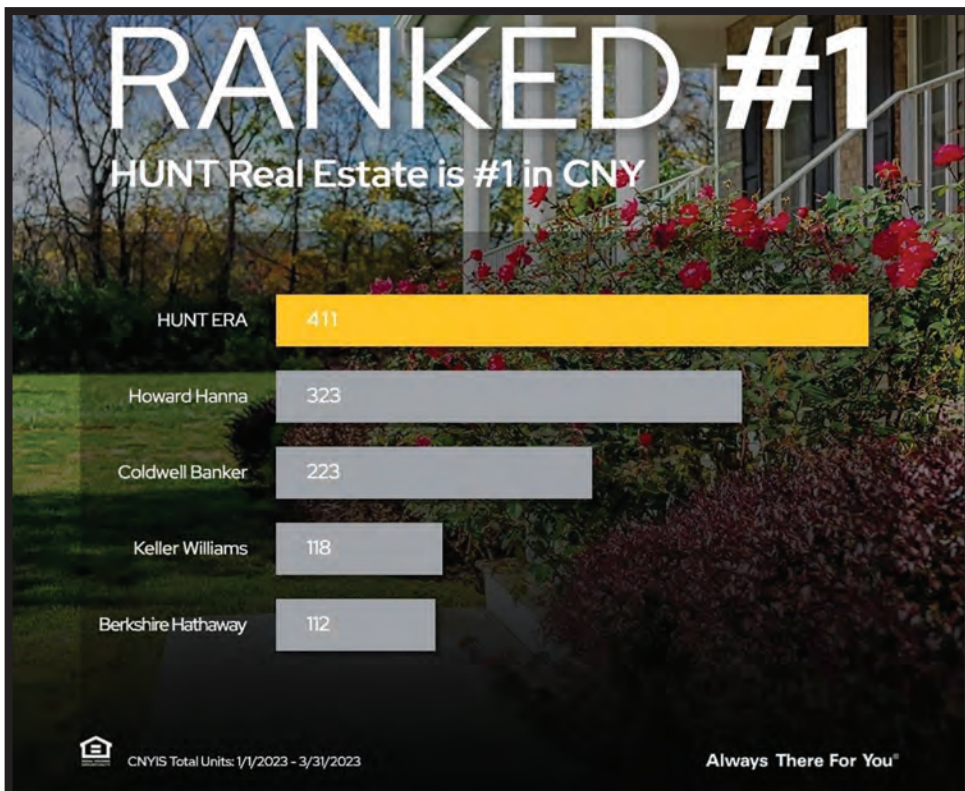 RANKED #1
HUNT Real Estate is #1 in CNY
HUNT ERA 411
Howard Hanna 323
Coldwell Banker 223
Keller Williams 118
Berkshire Hathaway 112
CNYIS Total Units: 1/1/2023 - 3/31/2023
Always There For You®